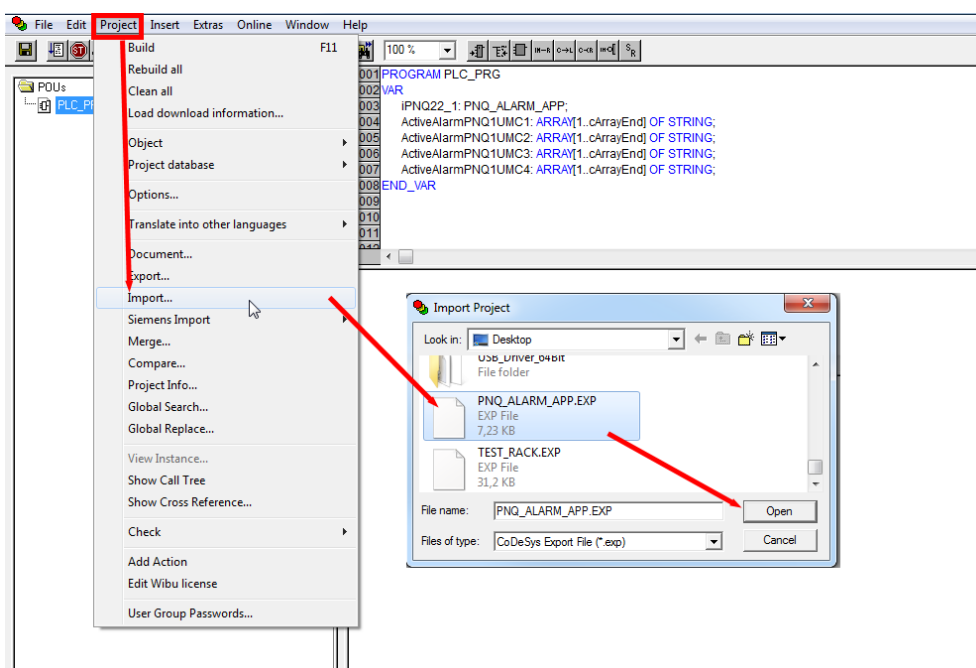 File Edit Project Insert Extras Online Window Help
100 %
POUs
Build F11
Rebuild all
Clean all
Load download information...
Object
Project database
Options...
Translate into other languages
Document...
Export...
Import...
Siemens Import
Merge...
Compare...
Project Info...
Global Search...
Global Replace...
View Instance...
Show Call Tree
Show Cross Reference...
Check
Add Action
Edit Wibu license
User Group Passwords...
0001 PROGRAM PLC_PRG
0002 VAR
0003 iPNQ22_1: PNQ_ALARM_APP;
0004 ActiveAlarmPNQ1UMC1: ARRAY[1..cArrayEnd] OF STRING;
0005 ActiveAlarmPNQ1UMC2: ARRAY[1..cArrayEnd] OF STRING;
0006 ActiveAlarmPNQ1UMC3: ARRAY[1..cArrayEnd] OF STRING;
0007 ActiveAlarmPNQ1UMC4: ARRAY[1..cArrayEnd] OF STRING;
0008 END_VAR
0009
0010
0011
Import Project
Look in: Desktop
USB_Driver_64Bit
File folder
PNQ_ALARM_APP.EXP
EXP File
7,23 KB
TEST_RACK.EXP
EXP File
31,2 KB
File name: PNQ_ALARM_APP.EXP Open
Files of type: CoDeSys Export File (*.exp) Cancel